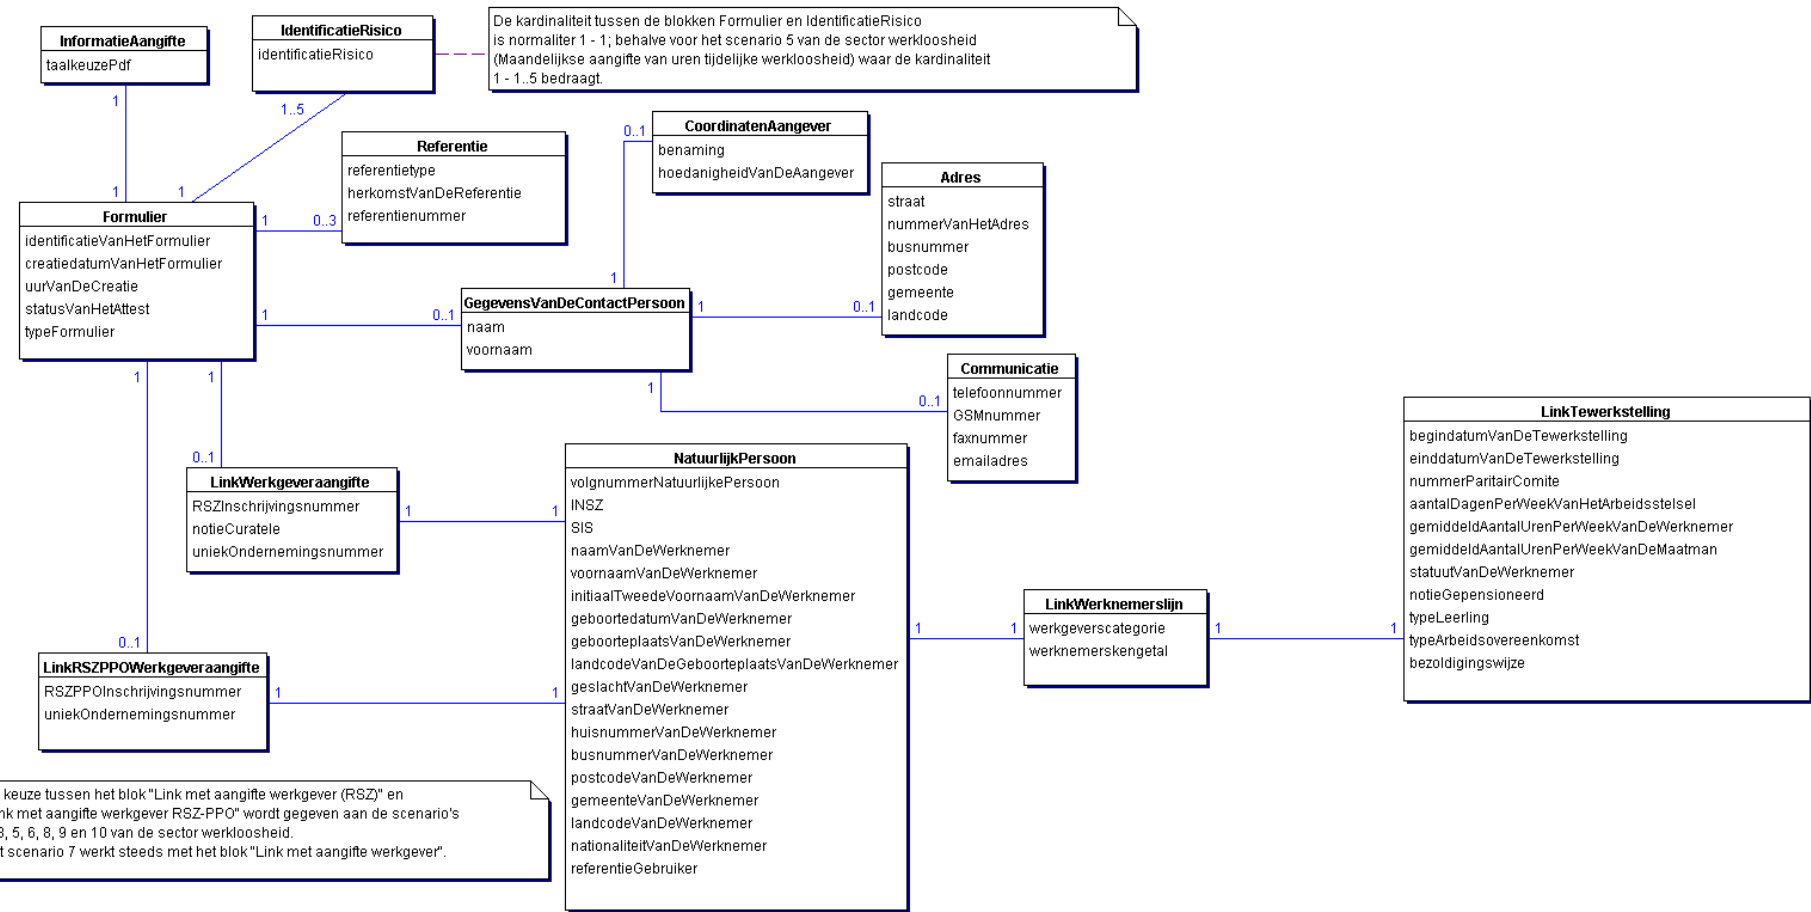 InformatieAangifte
taalkeuzePdf
IdentificatieRisico
identificatieRisico
De kardinaliteit tussen de blokken Formulier en IdentificatieRisico
is normaliter 1 - 1; behalve voor het scenario 5 van de sector werkloosheid
(Maandelijkse aangifte van uren tijdelijke werkloosheid) waar de kardinaliteit
1 - 1..5 bedraagt.
1
1..5
1
1
Referentie
referentietype
herkomstVanDeReferentie
referentienummer
0..1
CoordinatenAangever
benaming
hoedanigheidVanDeAangever
Adres
straat
nummerVanHetAdres
busnummer
postcode
gemeente
landcode
Formulier
identificatieVanHetFormulier
creatiedatumVanHetFormulier
uurVanDeCreatie
statusVanHetAttest
typeFormulier
1
0..3
1
0..1
1
GegevensVanDeContactPersoon
naam
voornaam
1
0..1
1
0..1
Communicatie
telefoonnummer
GSMnummer
faxnummer
emailadres
1
1
0..1
LinkWerkgeveraangifte
RSZInschrijvingsnummer
notieCuratele
uniekOndernemingsnummer
1
1
0..1
LinkRSZPPOWerkgeveraangifte
RSZPPOInschrijvingsnummer
uniekOndernemingsnummer
1
1
NatuurlijkPersoon
volgnummerNatuurlijkePersoon
INSZ
SIS
naamVanDeWerknemer
voornaamVanDeWerknemer
initiaalTweedeVoornaamVanDeWerknemer
geboortedatumVanDeWerknemer
geboorteplaatsVanDeWerknemer
landcodeVanDeGeboorteplaatsVanDeWerknemer
geslachtVanDeWerknemer
straatVanDeWerknemer
huisnummerVanDeWerknemer
busnummerVanDeWerknemer
postcodeVanDeWerknemer
gemeenteVanDeWerknemer
landcodeVanDeWerknemer
nationaliteitVanDeWerknemer
referentieGebruiker
1
1
LinkWerknemerslijn
werkgeverscategorie
werknemerskengetal
1
1
LinkTewerkstelling
begindatumVanDeTewerkstelling
einddatumVanDeTewerkstelling
nummerParitairComite
aantalDagenPerWeekVanHetArbeidsstelsel
gemiddeldAantalUrenPerWeekVanDeWerknemer
gemiddeldAantalUrenPerWeekVanDeMaatman
statuutVanDeWerknemer
notieGepensioneerd
typeLeerling
typeArbeidsovereenkomst
bezoldigingswijze
keuze tussen het blok "Link met aangifte werkgever (RSZ)" en
nk met aangifte werkgever RSZ-PPO" wordt gegeven aan de scenario's
3, 5, 6, 8, 9 en 10 van de sector werkloosheid.
t scenario 7 werkt steeds met het blok "Link met aangifte werkgever".